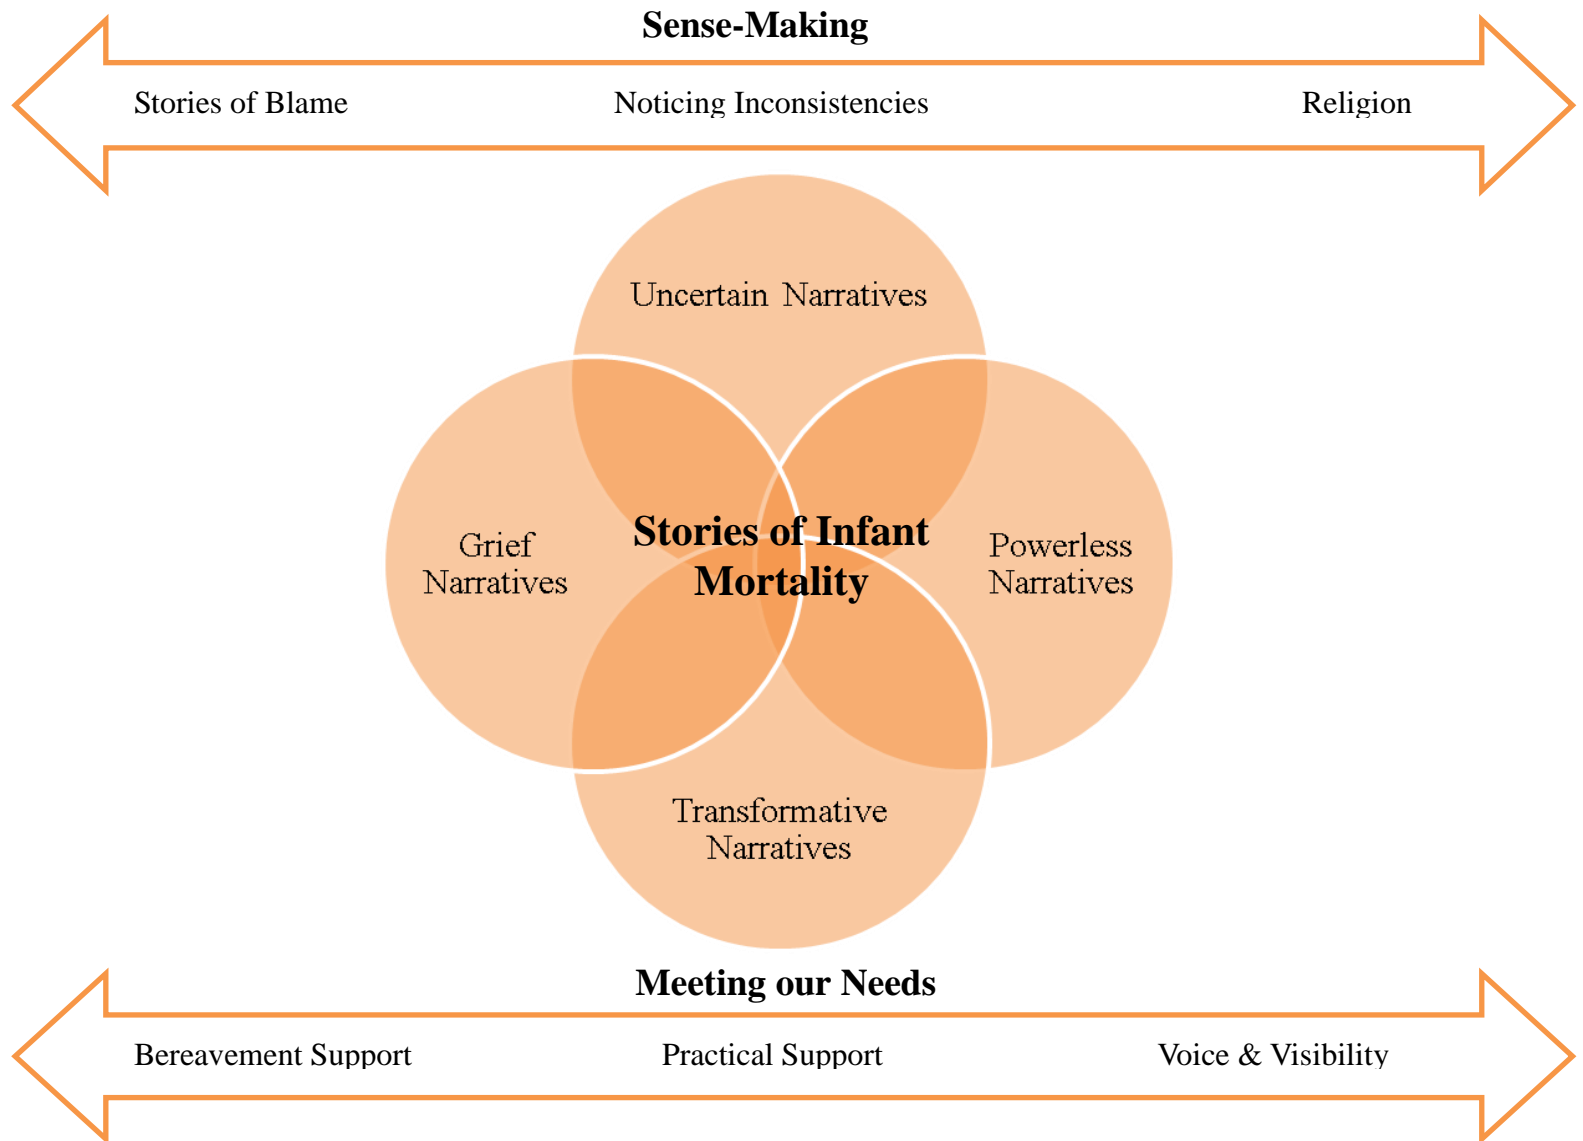 Sense-Making
Stories of Blame
Noticing Inconsistencies
Religion
Uncertain Narratives
Grief
Narratives
Stories of Infant
Mortality
Powerless
Narratives
Transformative
Narratives
Meeting our Needs
Bereavement Support
Practical Support
Voice & Visibility